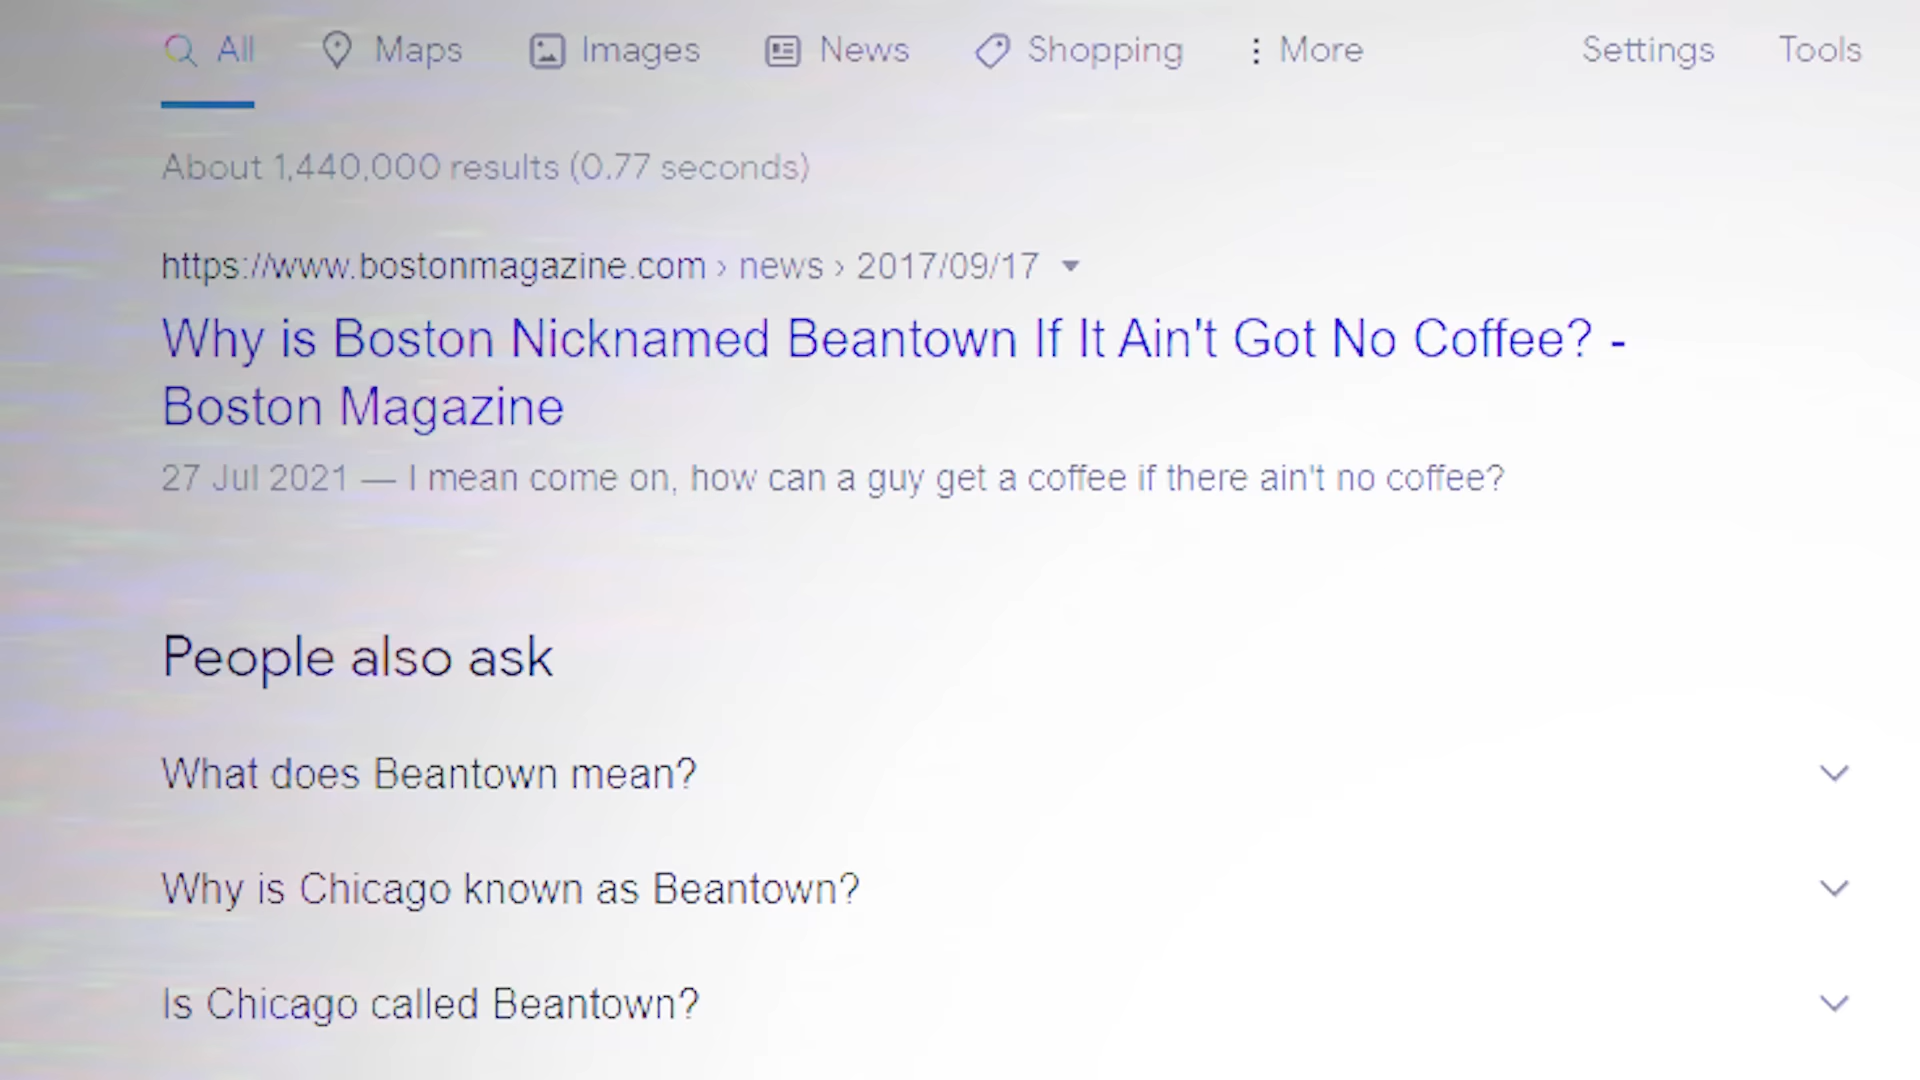 All Maps Images News Shopping More Settings Tools
About 1,440,000 results (0.77 seconds)
https://www.bostonmagazine.com › news › 2017/09/17
Why is Boston Nicknamed Beantown If It Ain't Got No Coffee? -
Boston Magazine
27 Jul 2021 — I mean come on, how can a guy get a coffee if there ain't no coffee?
People also ask
What does Beantown mean?
Why is Chicago known as Beantown?
Is Chicago called Beantown?